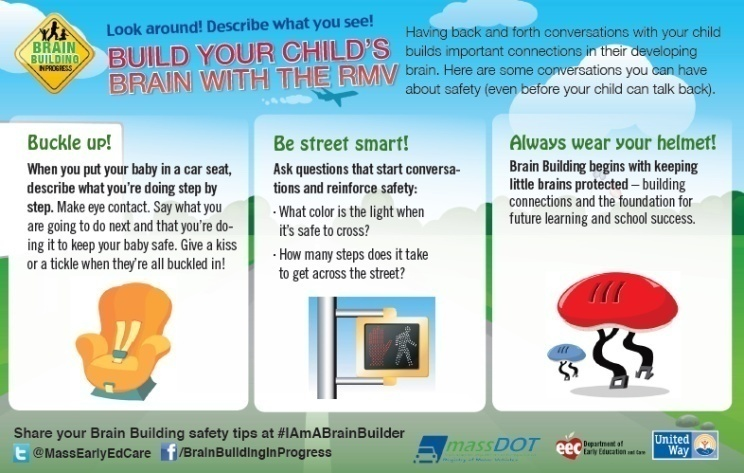 BRAIN
BUILDING
IN PROGRESS
Look around! Describe what you see!
BUILD YOUR CHILD'S
BRAIN WITH THE RMV
Having back and forth conversations with your child
builds important connections in their developing
brain. Here are some conversations you can have
about safety (even before your child can talk back).
Buckle up!
When you put your baby in a car seat,
describe what you're doing step by
step. Make eye contact. Say what you
are going to do next and that you're do-
ing it to keep your baby safe. Give a kiss
or a tickle when they're all buckled in!
Be street smart!
Ask questions that start conversa-
tions and reinforce safety:
· What color is the light when
it's safe to cross?
· How many steps does it take
to get across the street?
Always wear your helmet!
Brain Building begins with keeping
little brains protected – building
connections and the foundation for
future learning and school success.
Share your Brain Building safety tips at #IAmABrainBuilder
@MassEarlyEdCare f /BrainBuildingInProgress
massDOT
Registry of Motor Vehicles
eec Department of
Early Education and Care
United
Way